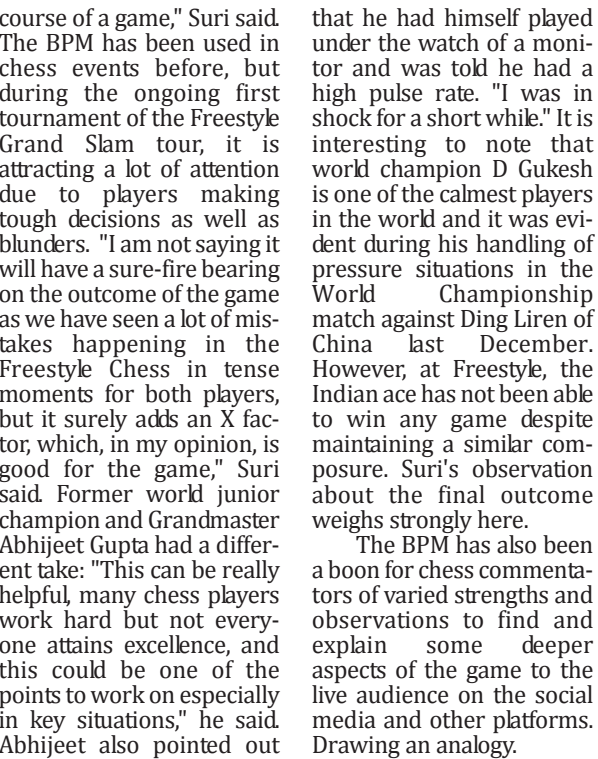 course of a game," Suri said.
The BPM has been used in
chess events before, but
during the ongoing first
tournament of the Freestyle
Grand Slam tour, it is
attracting a lot of attention
due to players making
tough decisions as well as
blunders. "I am not saying it
will have a sure-fire bearing
on the outcome of the game
as we have seen a lot of mis-
takes happening in the
Freestyle Chess in tense
moments for both players,
but it surely adds an X fac-
tor, which, in my opinion, is
good for the game," Suri
said. Former world junior
champion and Grandmaster
Abhijeet Gupta had a differ-
ent take: "This can be really
helpful, many chess players
work hard but not every-
one attains excellence, and
this could be one of the
points to work on especially
in key situations," he said.
Abhijeet also pointed out
that he had himself played
under the watch of a moni-
tor and was told he had a
high pulse rate. "I was in
shock for a short while." It is
interesting to note that
world champion D Gukesh
is one of the calmest players
in the world and it was evi-
dent during his handling of
pressure situations in the
World Championship
match against Ding Liren of
China last December.
However, at Freestyle, the
Indian ace has not been able
to win any game despite
maintaining a similar com-
posure. Suri's observation
about the final outcome
weighs strongly here.
The BPM has also been
a boon for chess commenta-
tors of varied strengths and
observations to find and
explain some deeper
aspects of the game to the
live audience on the social
media and other platforms.
Drawing an analogy.